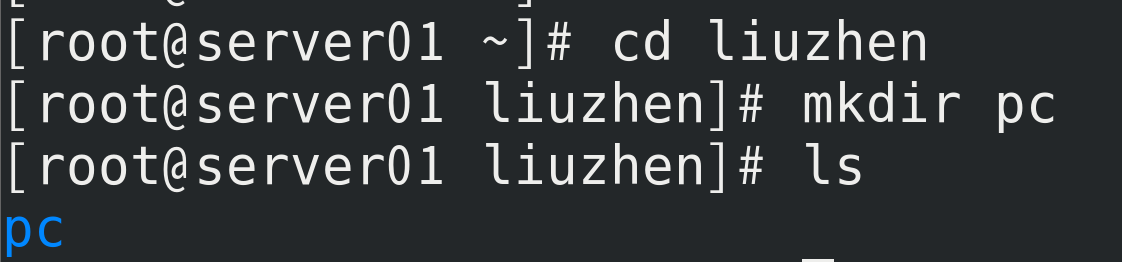 [root@server01 ~]# cd liuzhen
[root@server01 liuzhen]# mkdir pc
[root@server01 liuzhen]# ls
pc